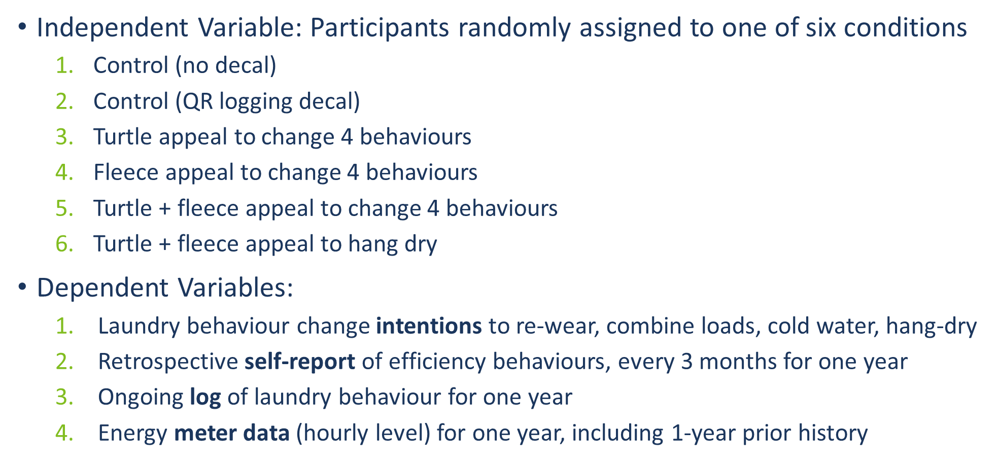 • Independent Variable: Participants randomly assigned to one of six conditions
1. Control (no decal)
2. Control (QR logging decal)
3. Turtle appeal to change 4 behaviours
4. Fleece appeal to change 4 behaviours
5. Turtle + fleece appeal to change 4 behaviours
6. Turtle + fleece appeal to hang dry
• Dependent Variables:
1. Laundry behaviour change intentions to re-wear, combine loads, cold water, hang-dry
2. Retrospective self-report of efficiency behaviours, every 3 months for one year
3. Ongoing log of laundry behaviour for one year
4. Energy meter data (hourly level) for one year, including 1-year prior history